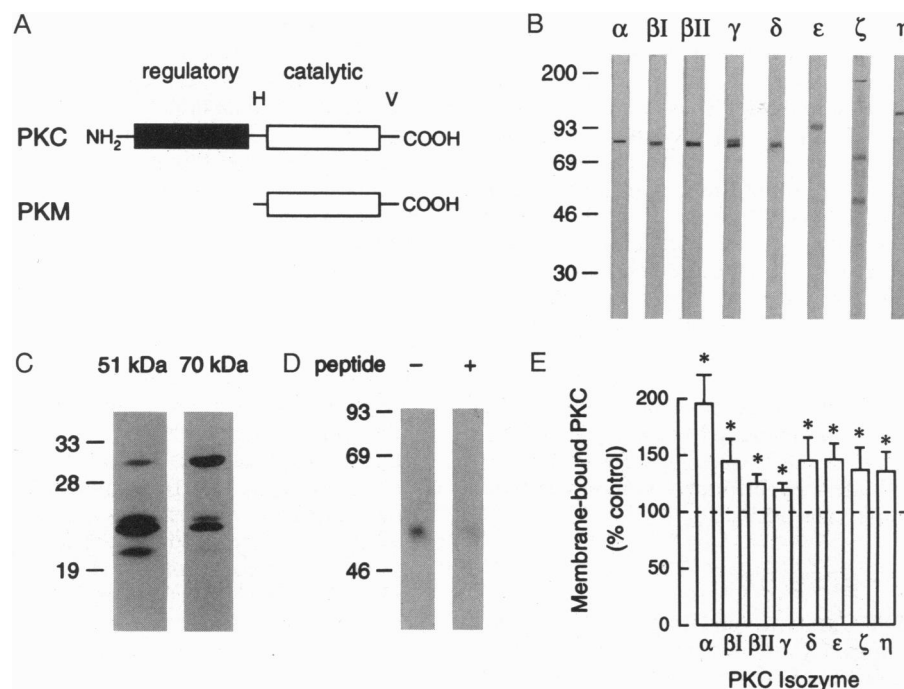 A
regulatory
catalytic
H
V
PKC
NH2
COOH
PKM
COOH
B
α βI βII γ δ ε ζ η
200
93
69
46
30
C
51 kDa 70 kDa
33
28
19
D
peptide – +
93
69
46
E
Membrane-bound PKC
(% control)
200
150
100
50
0
* * * * * * * *
α βI βII γ δ ε ζ η
PKC Isozyme